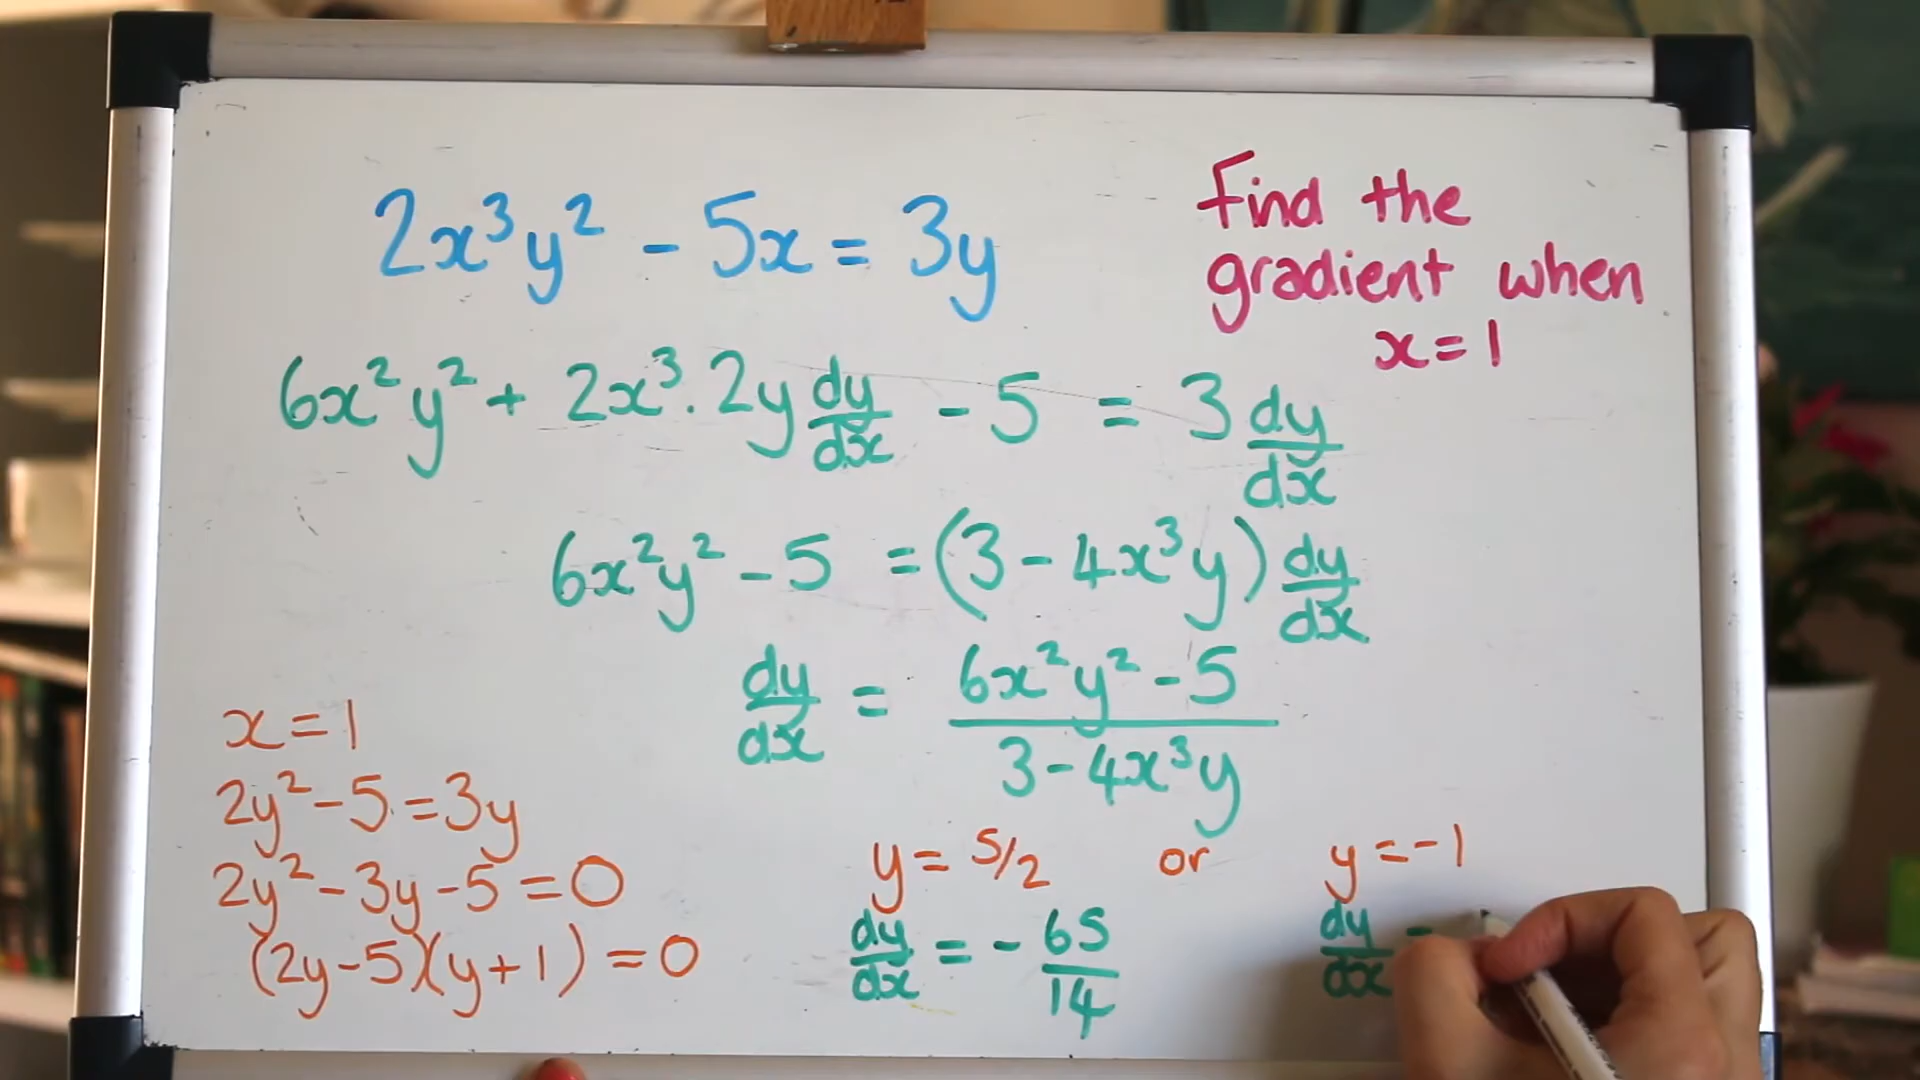 2x³y² - 5x = 3y
Find the
gradient when
x = 1
6x²y² + 2x³.2y dy/dx - 5 = 3 dy/dx
6x²y² - 5 = (3 - 4x³y) dy/dx
dy/dx = (6x²y² - 5)/(3 - 4x³y)
x = 1
2y² - 5 = 3y
2y² - 3y - 5 = 0
(2y - 5)(y + 1) = 0
y = 5/2 or y = -1
dy/dx = - 65/14
dy/dx =